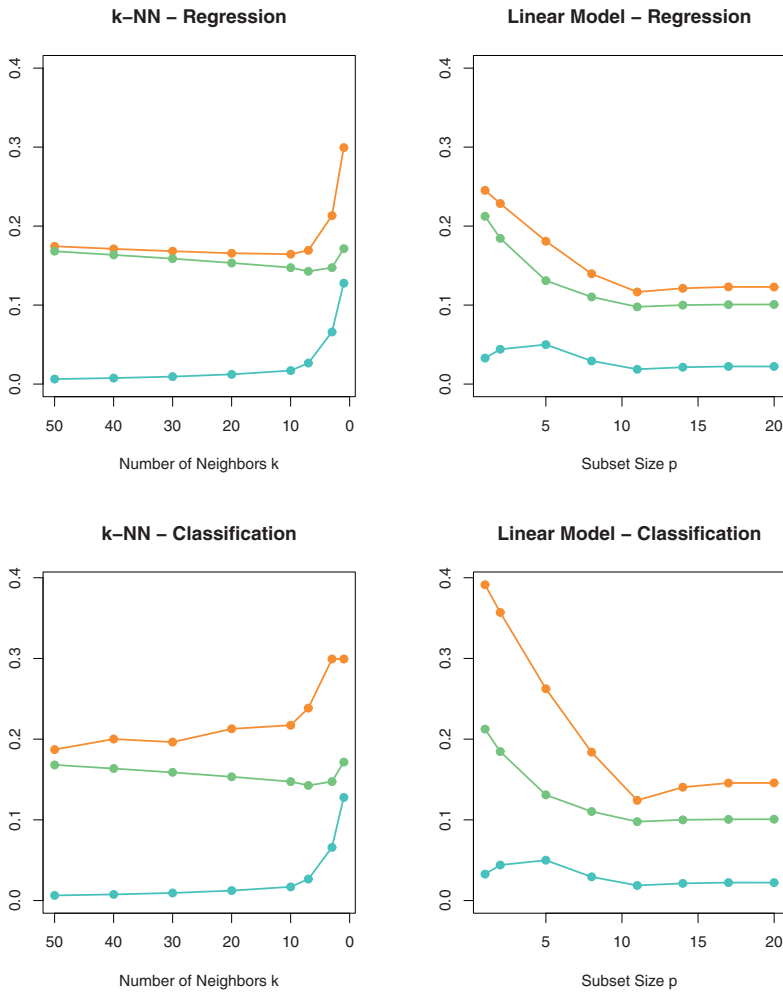 k–NN – Regression
Linear Model – Regression
0.4
0.3
0.2
0.1
0.0
50 40 30 20 10 0
Number of Neighbors k
0.4
0.3
0.2
0.1
0.0
5 10 15 20
Subset Size p
k–NN – Classification
Linear Model – Classification
0.4
0.3
0.2
0.1
0.0
50 40 30 20 10 0
Number of Neighbors k
0.4
0.3
0.2
0.1
0.0
5 10 15 20
Subset Size p